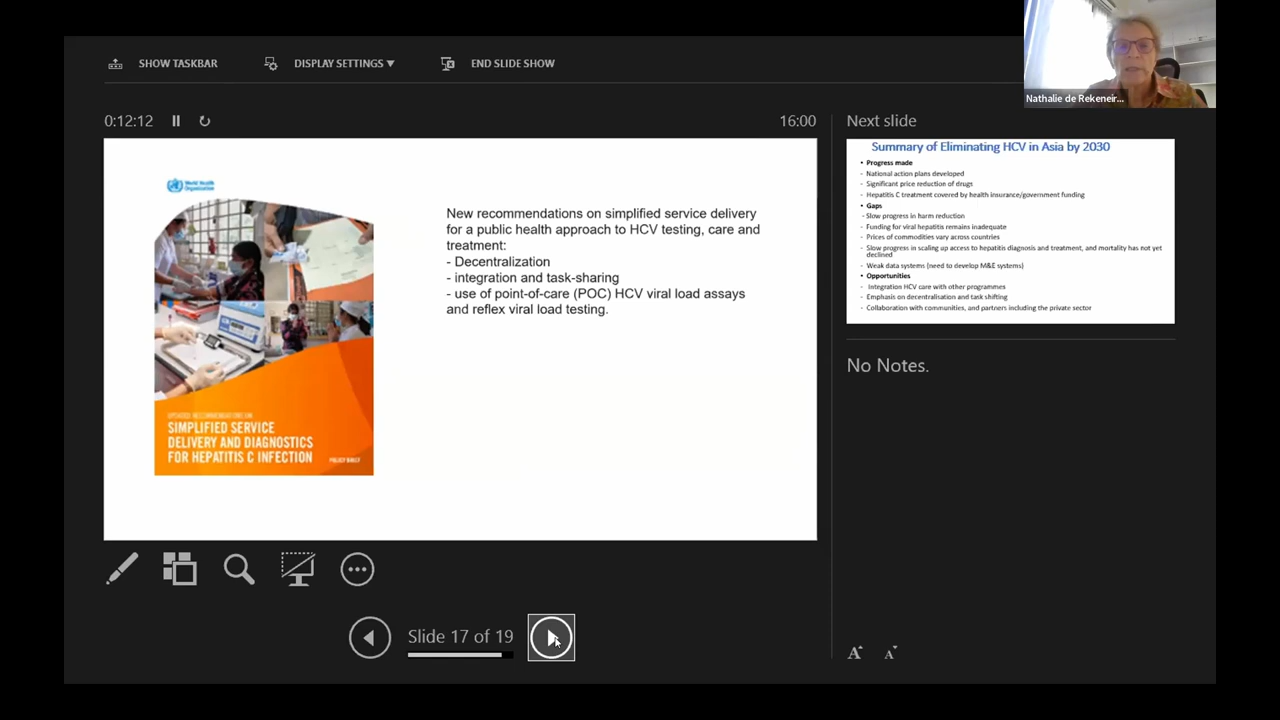 SHOW TASKBAR
DISPLAY SETTINGS ▼
END SLIDE SHOW
Nathalie de Rekeneir...
0:12:12
16:00
Next slide
World Health
Organization
New recommendations on simplified service delivery
for a public health approach to HCV testing, care and
treatment:
- Decentralization
- integration and task-sharing
- use of point-of-care (POC) HCV viral load assays
and reflex viral load testing.
UPDATED RECOMMENDATIONS ON
SIMPLIFIED SERVICE
DELIVERY AND DIAGNOSTICS
FOR HEPATITIS C INFECTION
POLICY BRIEF
Summary of Eliminating HCV in Asia by 2030
• Progress made
- National action plans developed
- Significant price reduction of drugs
- Hepatitis C treatment covered by health insurance/government funding
• Gaps
- Slow progress in harm reduction
- Funding for viral hepatitis remains inadequate
- Prices of commodities vary across countries
- Slow progress in scaling up access to hepatitis diagnosis and treatment, and mortality has not yet
declined
- Weak data systems (need to develop M&E systems)
• Opportunities
- Integration HCV care with other programmes
- Emphasis on decentralisation and task shifting
- Collaboration with communities, and partners including the private sector
No Notes.
Slide 17 of 19
A
A